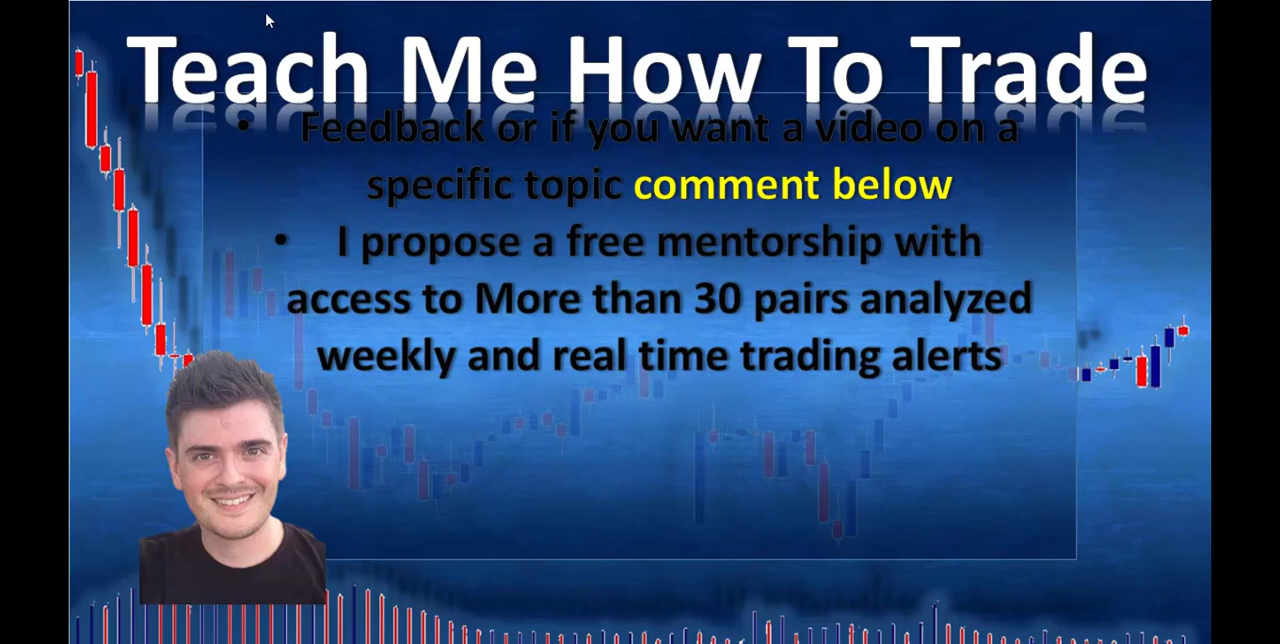 Teach Me How To Trade
• Feedback or if you want a video on a
specific topic comment below
• I propose a free mentorship with
access to More than 30 pairs analyzed
weekly and real time trading alerts